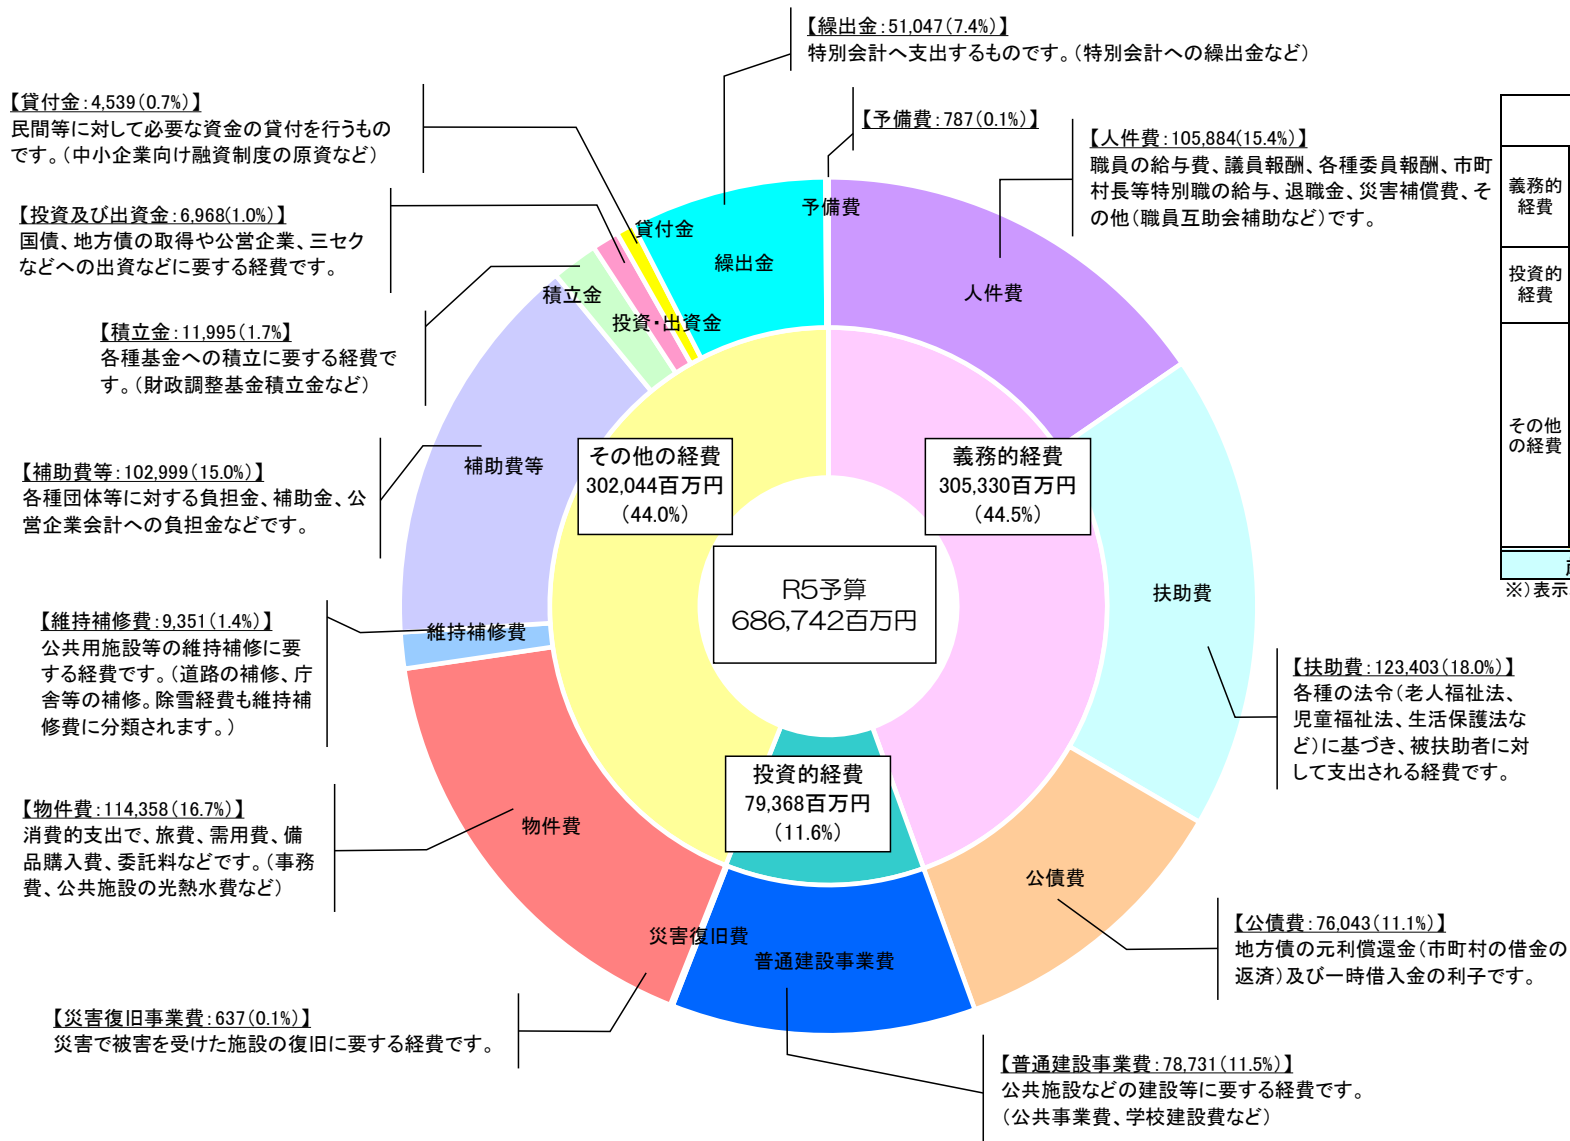 【繰出金：51,047(7.4%)】
特別会計へ支出するものです。（特別会計への繰出金など）
【貸付金：4,539(0.7%)】
民間等に対して必要な資金の貸付を行うもの
です。（中小企業向け融資制度の原資など）
【予備費：787(0.1%)】
【人件費：105,884(15.4%)】
職員の給与費、議員報酬、各種委員報酬、市町
村長等特別職の給与、退職金、災害補償費、そ
の他（職員互助会補助など）です。
【投資及び出資金：6,968(1.0%)】
国債、地方債の取得や公営企業、三セク
などへの出資などに要する経費です。
【積立金：11,995(1.7%)】
各種基金への積立に要する経費で
す。（財政調整基金積立金など）
【補助費等：102,999(15.0%)】
各種団体等に対する負担金、補助金、公
営企業会計への負担金などです。
【維持補修費：9,351(1.4%)】
公共用施設等の維持補修に要
する経費です。（道路の補修、庁
舎等の補修。除雪経費も維持補
修費に分類されます。）
【物件費：114,358(16.7%)】
消費的支出で、旅費、需用費、備
品購入費、委託料などです。（事務
費、公共施設の光熱水費など）
【災害復旧事業費：637(0.1%)】
災害で被害を受けた施設の復旧に要する経費です。
予備費
貸付金
繰出金
人件費
積立金
投資・出資金
補助費等
その他の経費
302,044百万円
（44.0%）
義務的経費
305,330百万円
（44.5%）
R5予算
686,742百万円
扶助費
維持補修費
投資的経費
79,368百万円
（11.6%）
物件費
公債費
災害復旧費
普通建設事業費
【扶助費：123,403(18.0%)】
各種の法令（老人福祉法、
児童福祉法、生活保護法な
ど）に基づき、被扶助者に対
して支出される経費です。
【公債費：76,043(11.1%)】
地方債の元利償還金（市町村の借金の
返済）及び一時借入金の利子です。
【普通建設事業費：78,731(11.5%)】
公共施設などの建設等に要する経費です。
（公共事業費、学校建設費など）
義務的
経費
投資的
経費
その他
の経費
※）表示